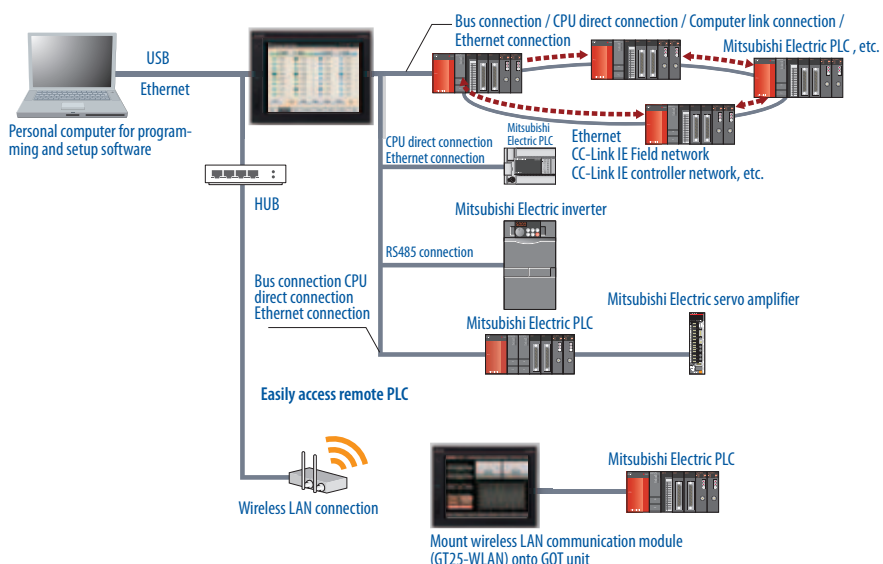 Bus connection / CPU direct connection / Computer link connection /
Ethernet connection
Mitsubishi Electric PLC , etc.
USB
Ethernet
Personal computer for program-
ming and setup software
HUB
CPU direct connection
Ethernet connection
Mitsubishi
Electric PLC
Ethernet
CC-Link IE Field network
CC-Link IE controller network, etc.
Mitsubishi Electric inverter
RS485 connection
Bus connection CPU
direct connection
Ethernet connection
Mitsubishi Electric PLC
Mitsubishi Electric servo amplifier
Easily access remote PLC
Wireless LAN connection
Mitsubishi Electric PLC
Mount wireless LAN communication module
(GT25-WLAN) onto GOT unit